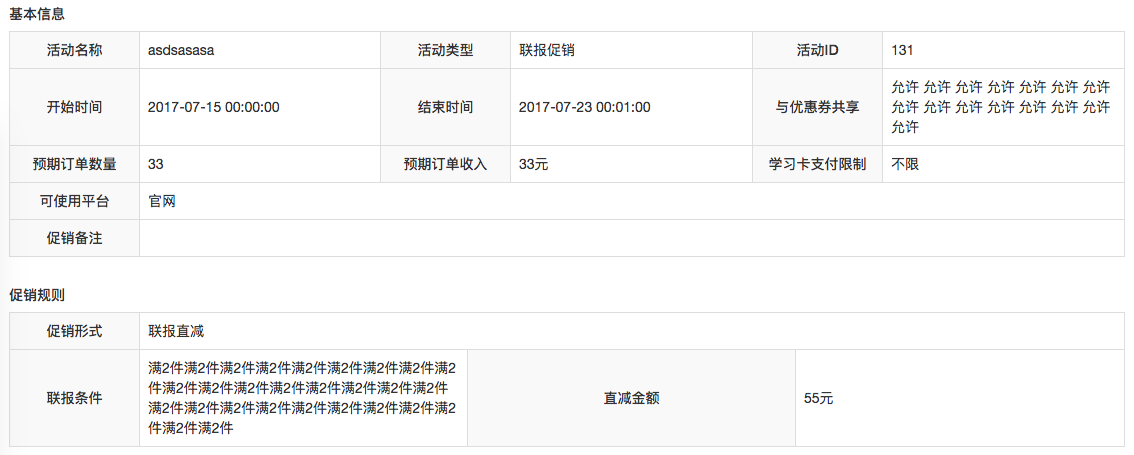 基本信息
活动名称 asdsasasa 活动类型 联报促销 活动ID 131
开始时间 2017-07-15 00:00:00 结束时间 2017-07-23 00:01:00 与优惠券共享 允许 允许 允许 允许 允许 允许 允许
允许 允许 允许 允许 允许 允许 允许
允许
预期订单数量 33 预期订单收入 33元 学习卡支付限制 不限
可使用平台 官网
促销备注
促销规则
促销形式 联报直减
联报条件
满2件满2件满2件满2件满2件满2件满2件满2件满2
件满2件满2件满2件满2件满2件满2件满2件满2件
满2件满2件满2件满2件满2件满2件满2件满2件满2
件满2件满2件
直减金额 55元